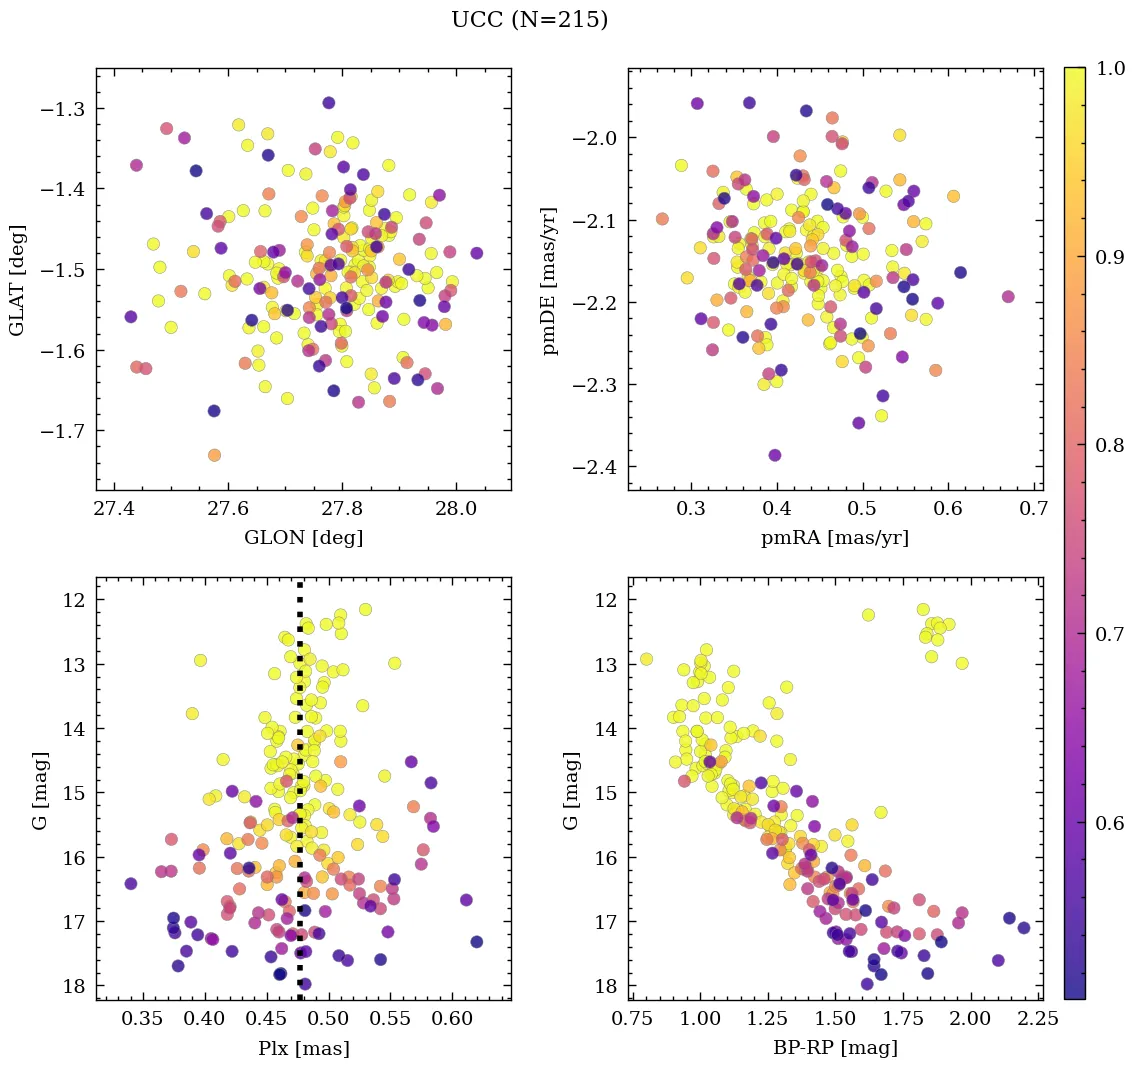 UCC (N=215)
−1.3
−1.4
−1.5
−1.6
−1.7
GLAT [deg]
27.4 27.6 27.8 28.0
GLON [deg]
−2.0
−2.1
−2.2
−2.3
−2.4
pmDE [mas/yr]
0.3 0.4 0.5 0.6 0.7
pmRA [mas/yr]
12
13
14
15
16
17
18
G [mag]
0.35 0.40 0.45 0.50 0.55 0.60
Plx [mas]
12
13
14
15
16
17
18
G [mag]
0.75 1.00 1.25 1.50 1.75 2.00 2.25
BP-RP [mag]
1.0
0.9
0.8
0.7
0.6